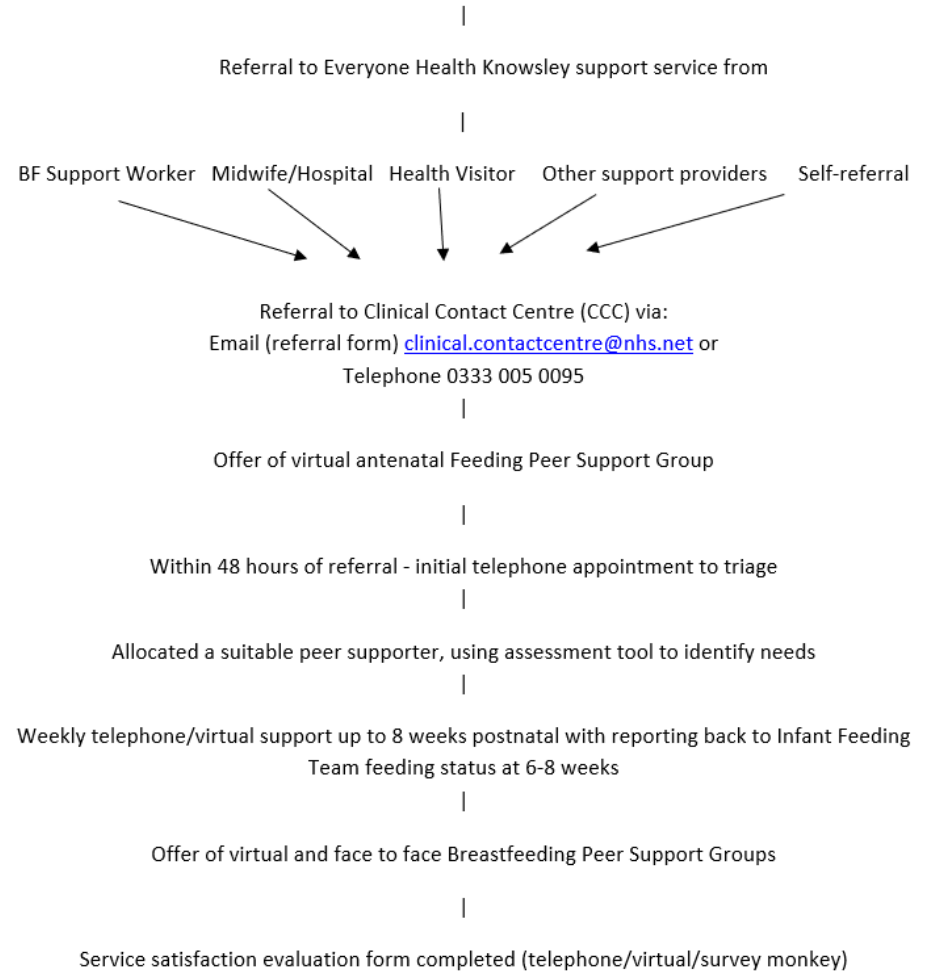 Referral to Everyone Health Knowsley support service from
BF Support Worker Midwife/Hospital Health Visitor Other support providers Self-referral
Referral to Clinical Contact Centre (CCC) via:
Email (referral form) clinical.contactcentre@nhs.net or
Telephone 0333 005 0095
Offer of virtual antenatal Feeding Peer Support Group
Within 48 hours of referral - initial telephone appointment to triage
Allocated a suitable peer supporter, using assessment tool to identify needs
Weekly telephone/virtual support up to 8 weeks postnatal with reporting back to Infant Feeding
Team feeding status at 6-8 weeks
Offer of virtual and face to face Breastfeeding Peer Support Groups
Service satisfaction evaluation form completed (telephone/virtual/survey monkey)